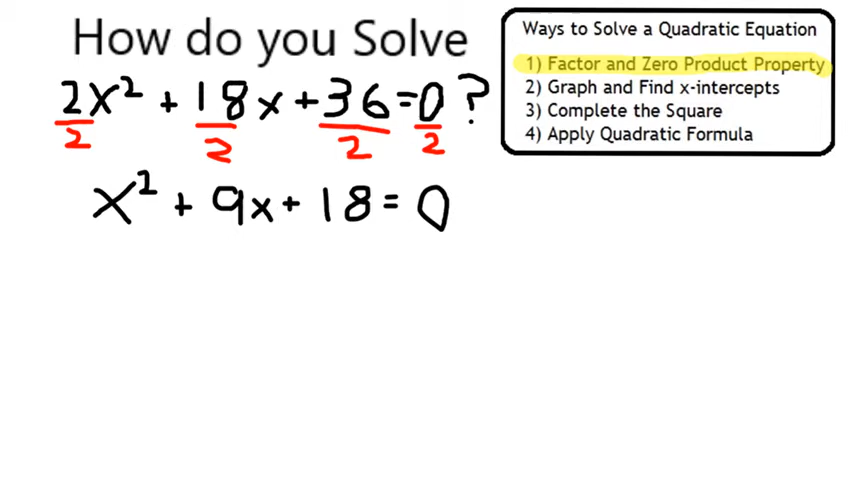 How do you Solve
2x² + 18x + 36 = 0 ?
2 2 2 2
x² + 9x + 18 = 0
Ways to Solve a Quadratic Equation
1) Factor and Zero Product Property
2) Graph and Find x-intercepts
3) Complete the Square
4) Apply Quadratic Formula